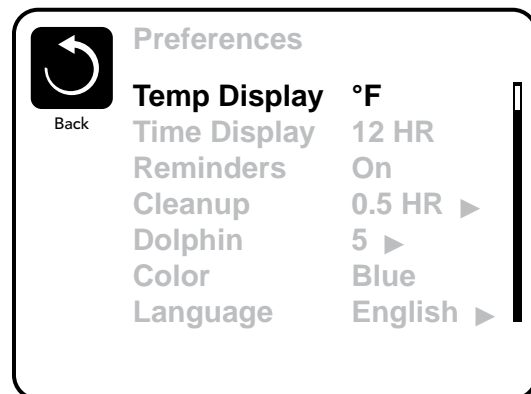 Preferences
Back
Temp Display °F
Time Display 12 HR
Reminders On
Cleanup 0.5 HR ▶
Dolphin 5 ▶
Color Blue
Language English ▶